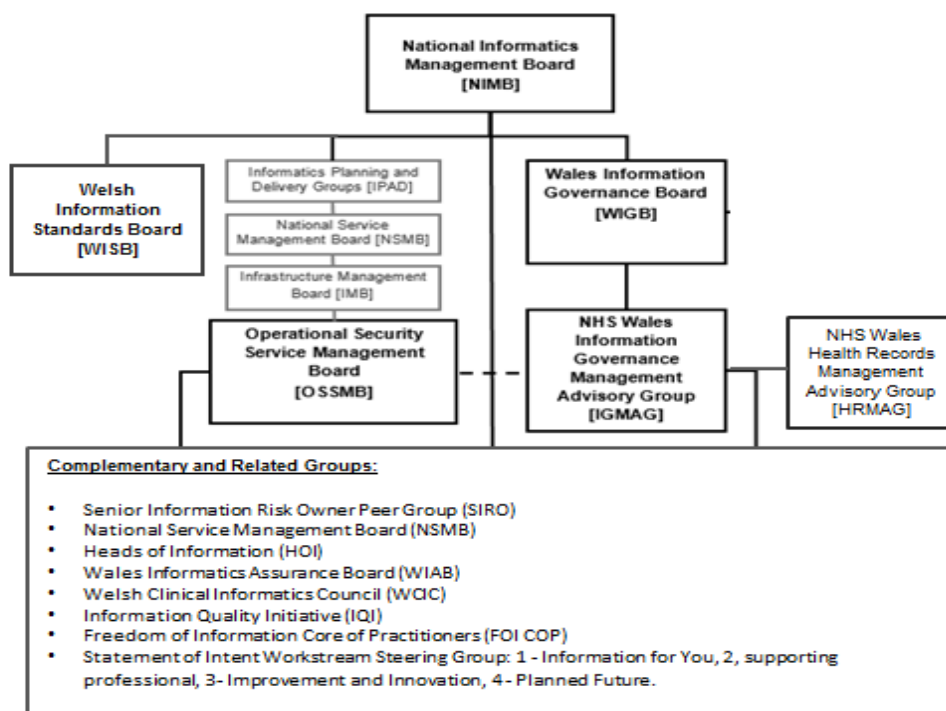 National Informatics
Management Board
[NIMB]
Welsh
Information
Standards Board
[WISB]
Informatics Planning and
Delivery Groups [IPAD]
National Service
Management Board [NSMB]
Infrastructure Management
Board [IMB]
Operational Security
Service Management
Board
[OSSMB]
Wales Information
Governance Board
[WIGB]
NHS Wales
Information
Governance
Management
Advisory Group
[IGMAG]
NHS Wales
Health Records
Management
Advisory Group
[HRMAG]
Complementary and Related Groups:
• Senior Information Risk Owner Peer Group (SIRO)
• National Service Management Board (NSMB)
• Heads of Information (HOI)
• Wales Informatics Assurance Board (WIAB)
• Welsh Clinical Informatics Council (WCIC)
• Information Quality Initiative (IQI)
• Freedom of Information Core of Practitioners (FOI COP)
• Statement of Intent Workstream Steering Group: 1 - Information for You, 2, supporting
professional, 3- Improvement and Innovation, 4- Planned Future.